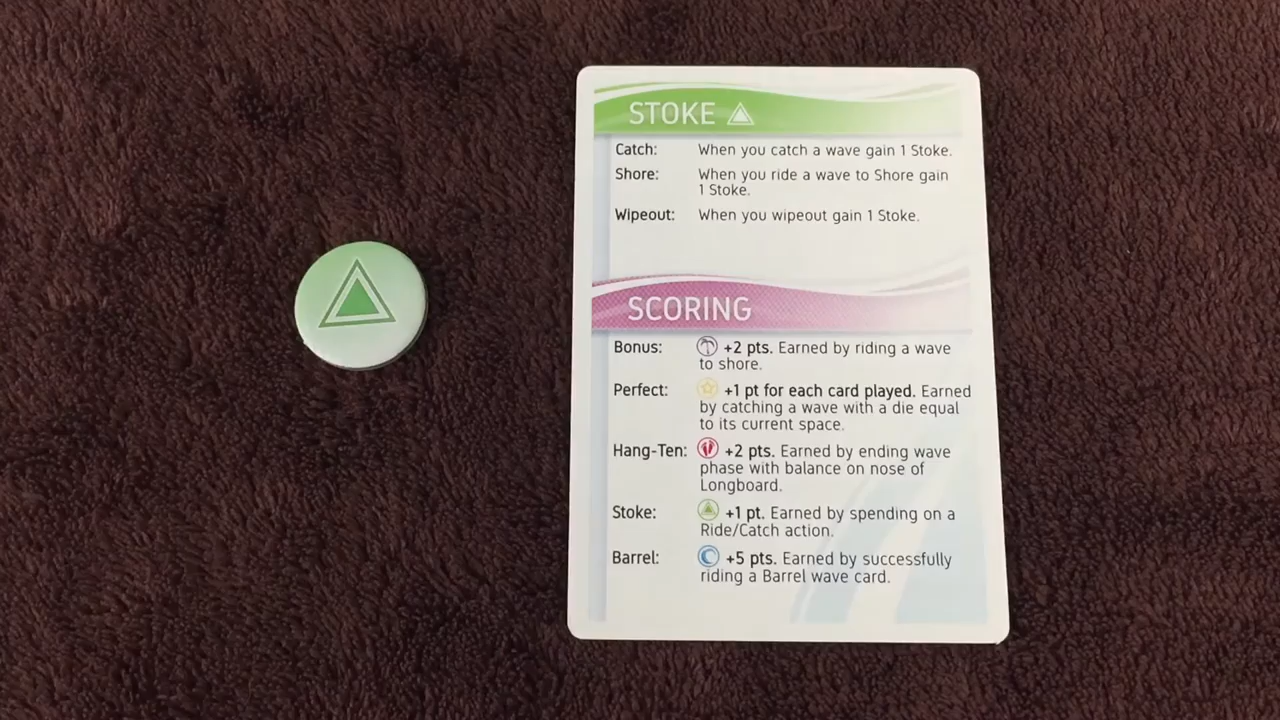 STOKE
Catch: When you catch a wave gain 1 Stoke.
Shore: When you ride a wave to Shore gain
1 Stoke.
Wipeout: When you wipeout gain 1 Stoke.
SCORING
Bonus: +2 pts. Earned by riding a wave
to shore.
Perfect: +1 pt for each card played. Earned
by catching a wave with a die equal
to its current space.
Hang-Ten: +2 pts. Earned by ending wave
phase with balance on nose of
Longboard.
Stoke: +1 pt. Earned by spending on a
Ride/Catch action.
Barrel: +5 pts. Earned by successfully
riding a Barrel wave card.